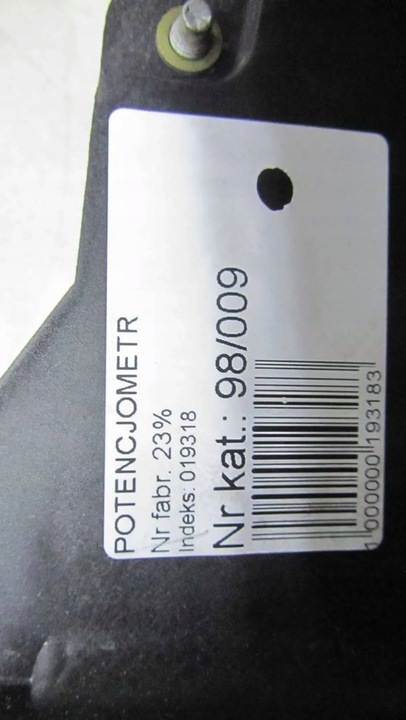 POTENCJOMETR
Nr fabr. 23%
Indeks: 019318
Nr kat.: 98/009
1000000193183